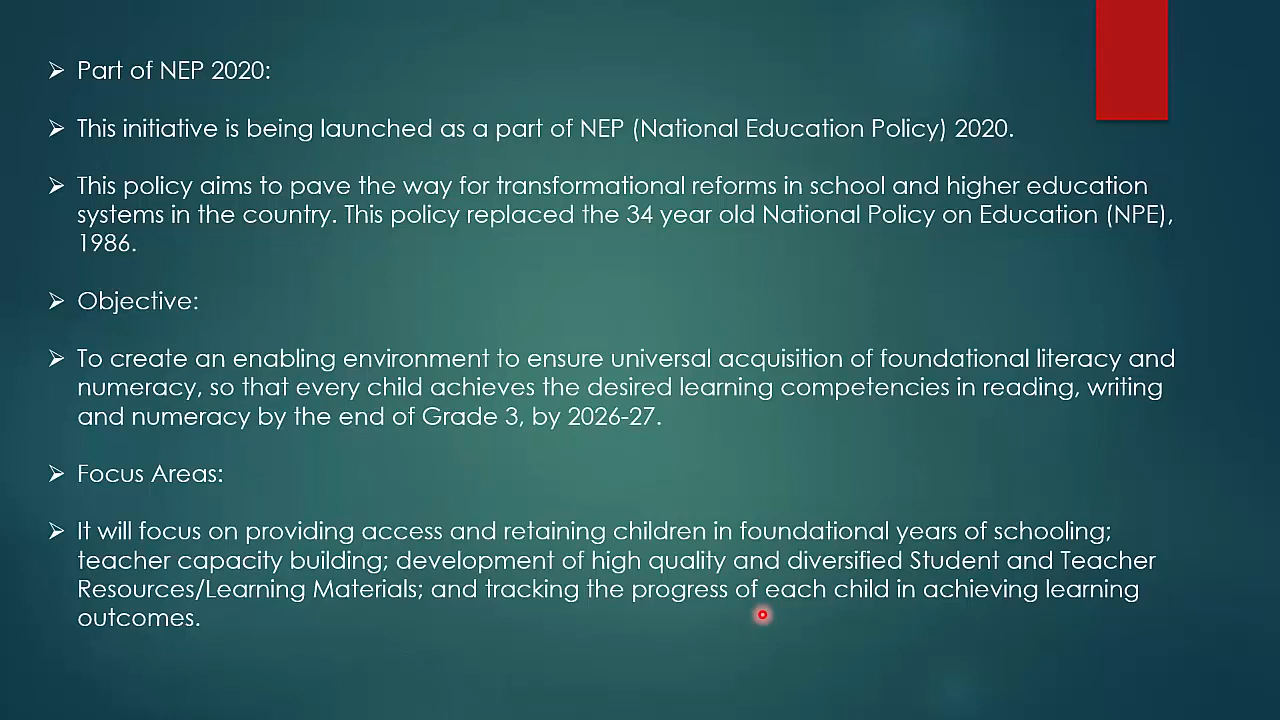 ➢ Part of NEP 2020:
➢ This initiative is being launched as a part of NEP (National Education Policy) 2020.
➢ This policy aims to pave the way for transformational reforms in school and higher education
systems in the country. This policy replaced the 34 year old National Policy on Education (NPE),
1986.
➢ Objective:
➢ To create an enabling environment to ensure universal acquisition of foundational literacy and
numeracy, so that every child achieves the desired learning competencies in reading, writing
and numeracy by the end of Grade 3, by 2026-27.
➢ Focus Areas:
➢ It will focus on providing access and retaining children in foundational years of schooling;
teacher capacity building; development of high quality and diversified Student and Teacher
Resources/Learning Materials; and tracking the progress of each child in achieving learning
outcomes.